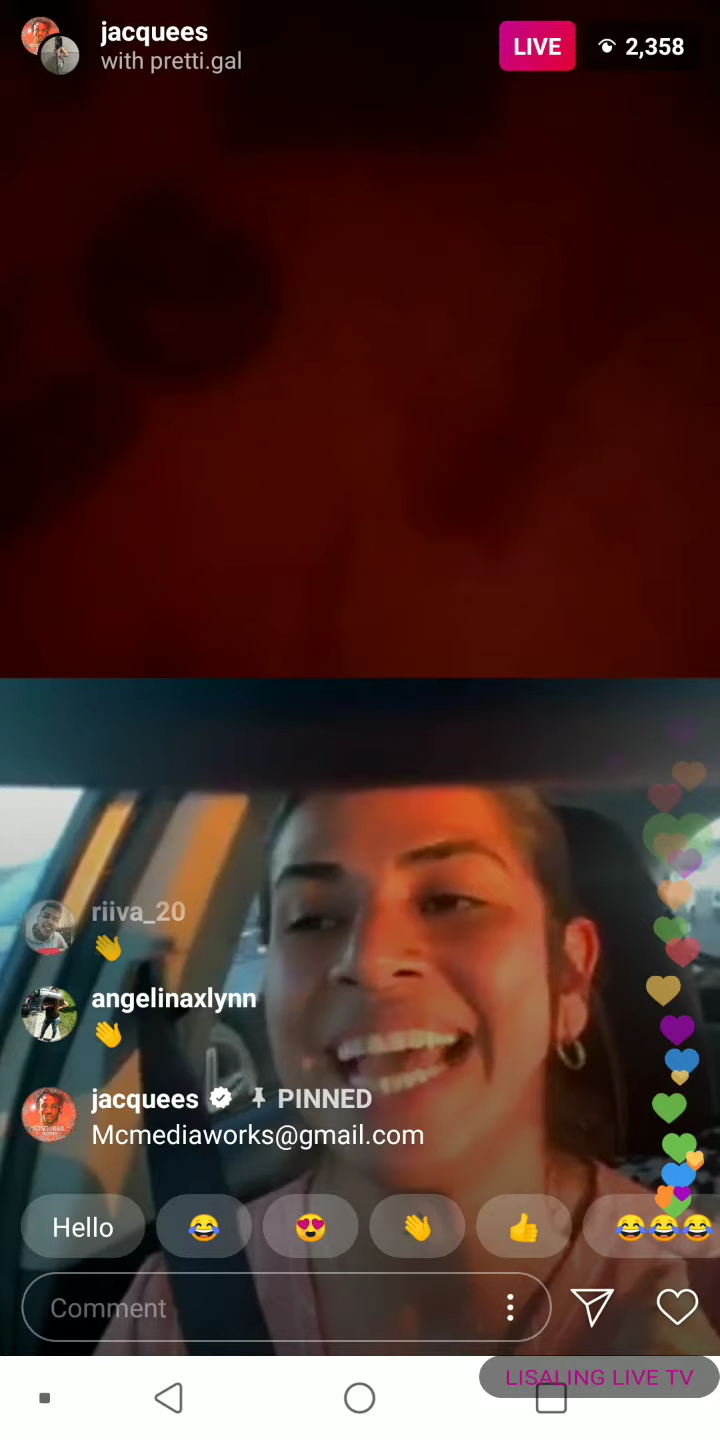 jacquees
with pretti.gal
LIVE
2,358
riiva_20
👋
angelinaxlynn
👋
jacquees PINNED
Mcmediaworks@gmail.com
Hello 😂 😍 👋 👍 😂😂😂
Comment
LISALING LIVE TV